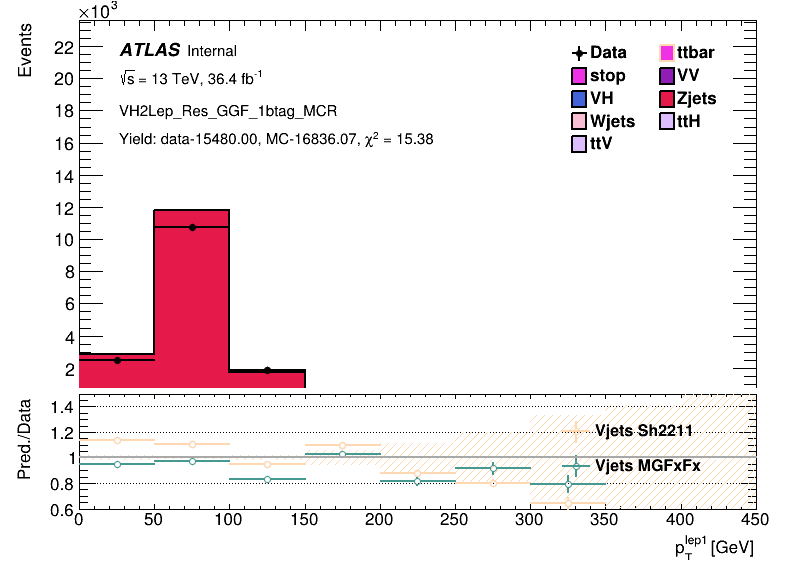 ×10³
Events
22
20
18
16
14
12
10
8
6
4
2
ATLAS Internal
√s = 13 TeV, 36.4 fb⁻¹
VH2Lep_Res_GGF_1btag_MCR
Yield: data-15480.00, MC-16836.07, χ² = 15.38
Data ttbar
stop VV
VH Zjets
Wjets ttH
ttV
Pred./Data
1.4
1.2
1
0.8
0.6
Vjets Sh2211
Vjets MGFxFx
0 50 100 150 200 250 300 350 400 450
p_T^lep1 [GeV]